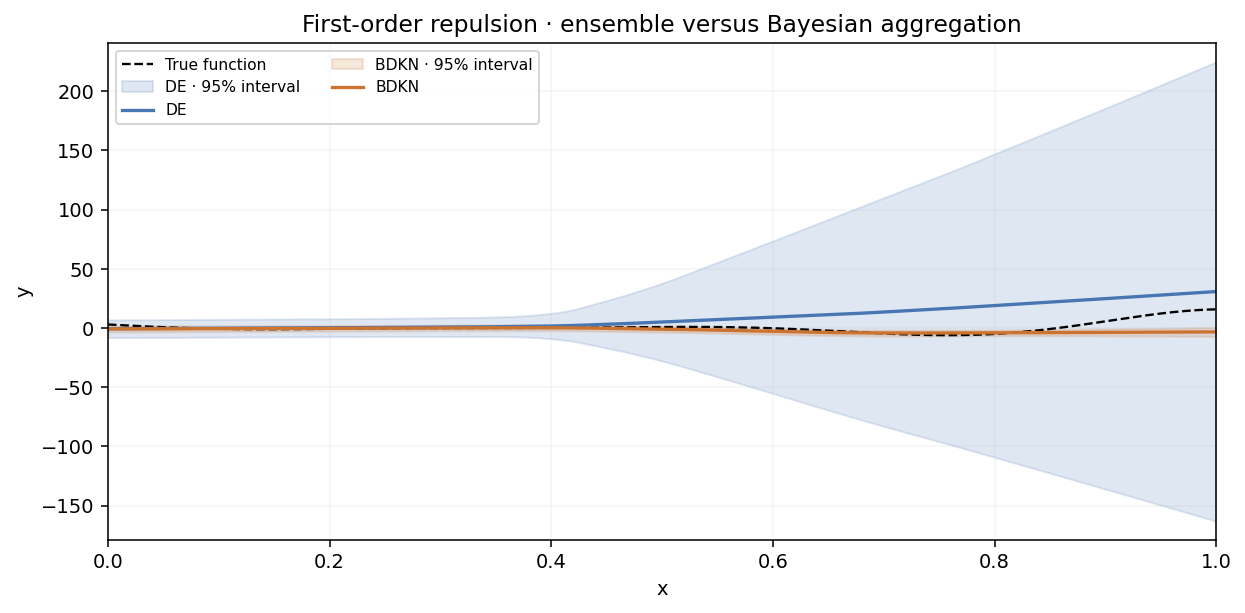 First-order repulsion · ensemble versus Bayesian aggregation
True function
DE · 95% interval
DE
BDKN · 95% interval
BDKN
200
150
100
50
0
−50
−100
−150
y
0.0 0.2 0.4 0.6 0.8 1.0
x